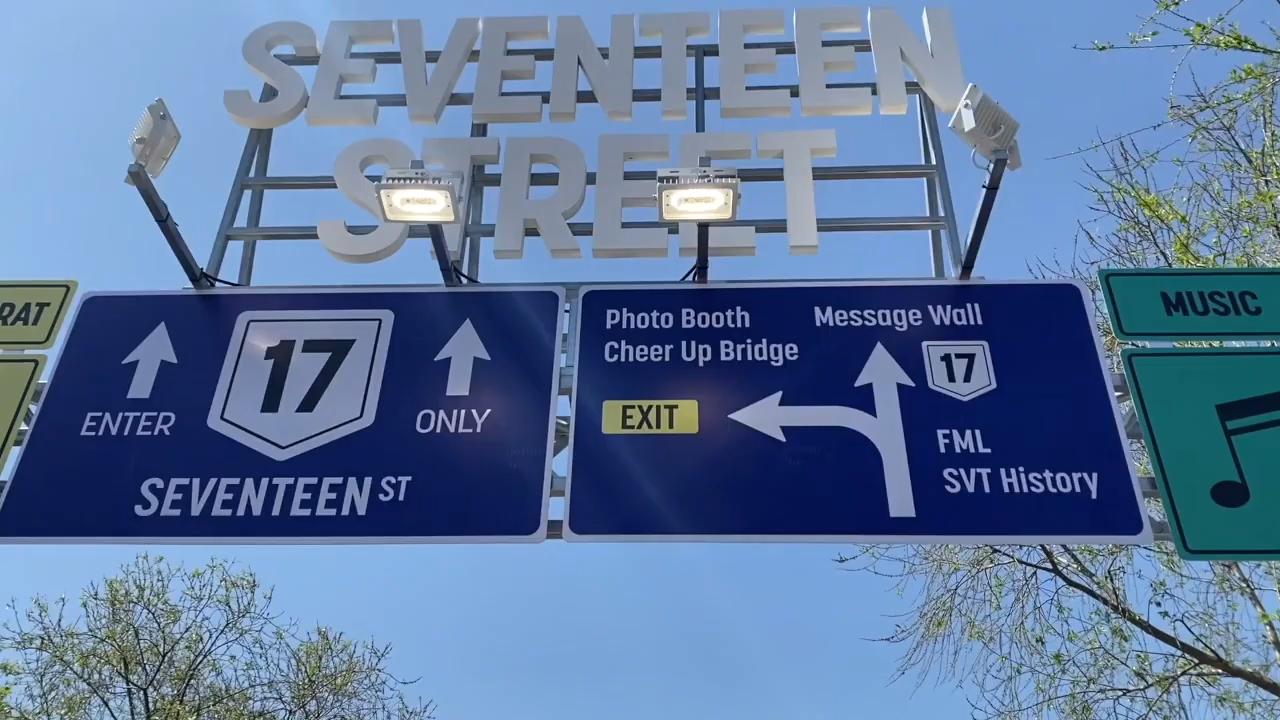 SEVENTEEN
STREET
RAT
ENTER
17
ONLY
SEVENTEEN ST
Photo Booth
Cheer Up Bridge
EXIT
Message Wall
17
FML
SVT History
MUSIC